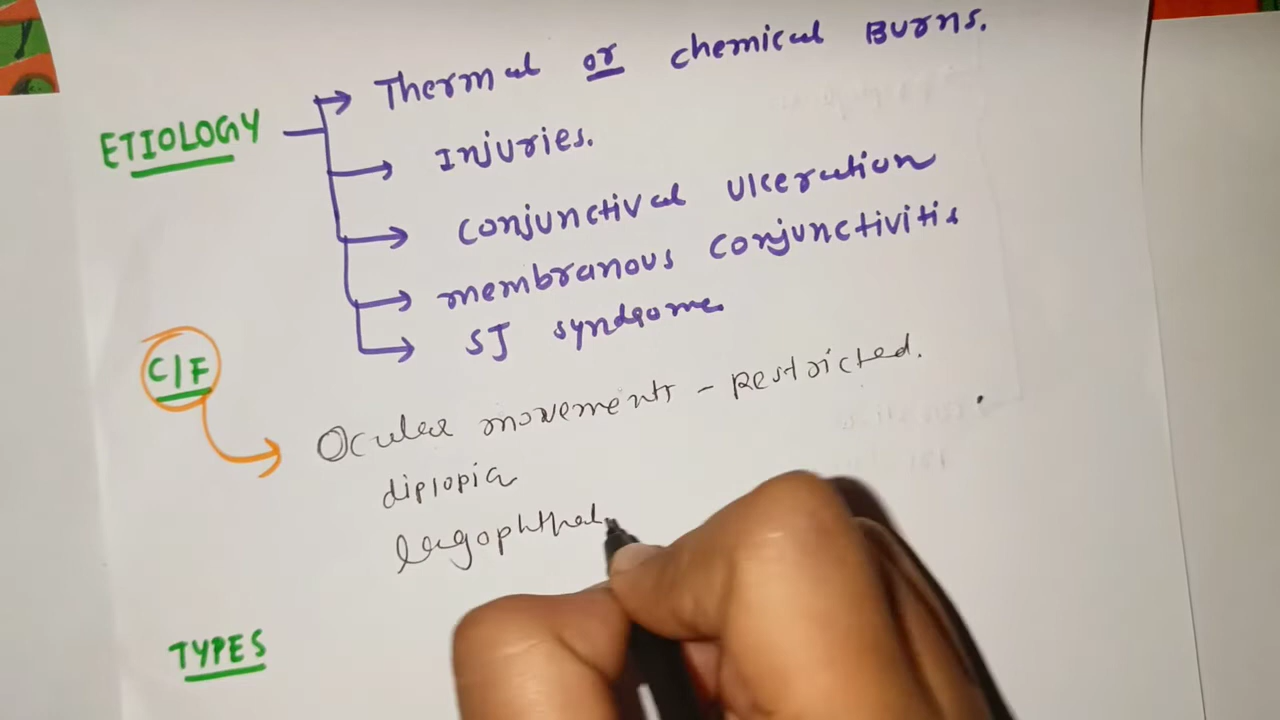 ETIOLOGY
Thermal or chemical Burns.
Injuries.
conjunctival ulceration
membranous conjunctivitis
SJ syndrome
C/F
Ocular movements - restricted.
diplopia
lagophthal
TYPES